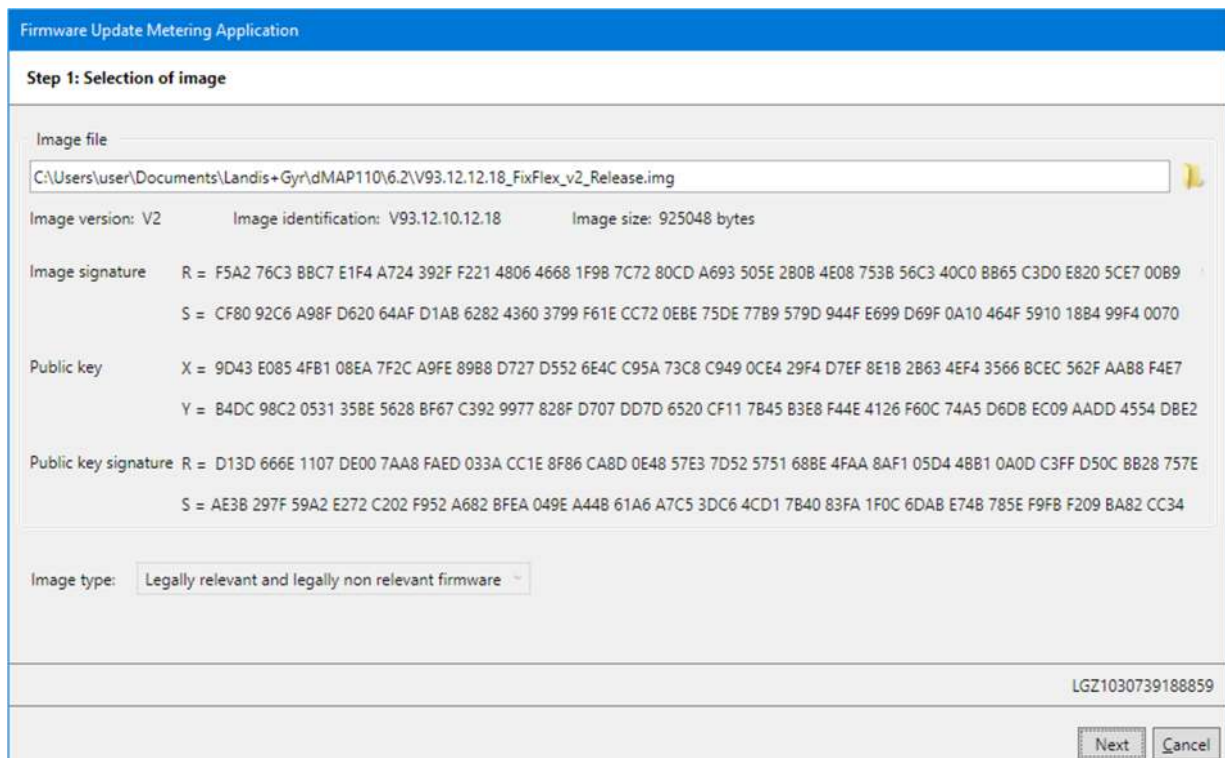 Firmware Update Metering Application
Step 1: Selection of image
Image file
C:\Users\user\Documents\Landis+Gyr\dMAP110\6.2\V93.12.12.18_FixFlex_v2_Release.img
Image version: V2 Image identification: V93.12.10.12.18 Image size: 925048 bytes
Image signature R = F5A2 76C3 BBC7 E1F4 A724 392F F221 4806 4668 1F9B 7C72 80CD A693 505E 2B0B 4E08 753B 56C3 40C0 BB65 C3D0 E820 5CE7 00B9
S = CF80 92C6 A98F D620 64AF D1AB 6282 4360 3799 F61E CC72 0EBE 75DE 77B9 579D 944F E699 D69F 0A10 464F 5910 18B4 99F4 0070
Public key X = 9D43 E085 4FB1 08EA 7F2C A9FE 89B8 D727 D552 6E4C C95A 73C8 C949 0CE4 29F4 D7EF 8E1B 2B63 4EF4 3566 BCEC 562F AAB8 F4E7
Y = B4DC 98C2 0531 35BE 5628 BF67 C392 9977 828F D707 DD7D 6520 CF11 7B45 B3E8 F44E 4126 F60C 74A5 D6DB EC09 AADD 4554 DBE2
Public key signature R = D13D 666E 1107 DE00 7AA8 FAED 033A CC1E 8F86 CA8D 0E48 57E3 7D52 5751 68BE 4FAA 8AF1 05D4 4BB1 0A0D C3FF D50C BB28 757E
S = AE3B 297F 59A2 E272 C202 F952 A682 BFEA 049E A44B 61A6 A7C5 3DC6 4CD1 7B40 83FA 1F0C 6DAB E74B 785E F9FB F209 BA82 CC34
Image type: Legally relevant and legally non relevant firmware
LGZ1030739188859
Next Cancel